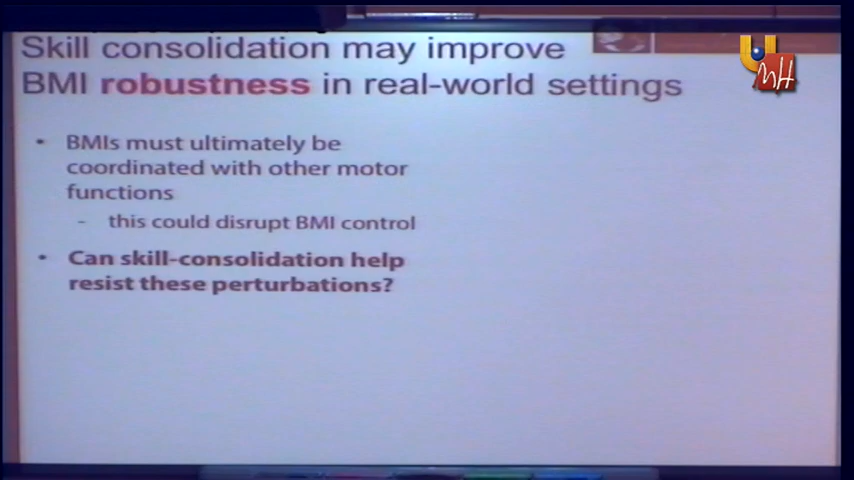 Skill consolidation may improve
BMI robustness in real-world settings
• BMIs must ultimately be
coordinated with other motor
functions
- this could disrupt BMI control
• Can skill-consolidation help
resist these perturbations?
U
MH